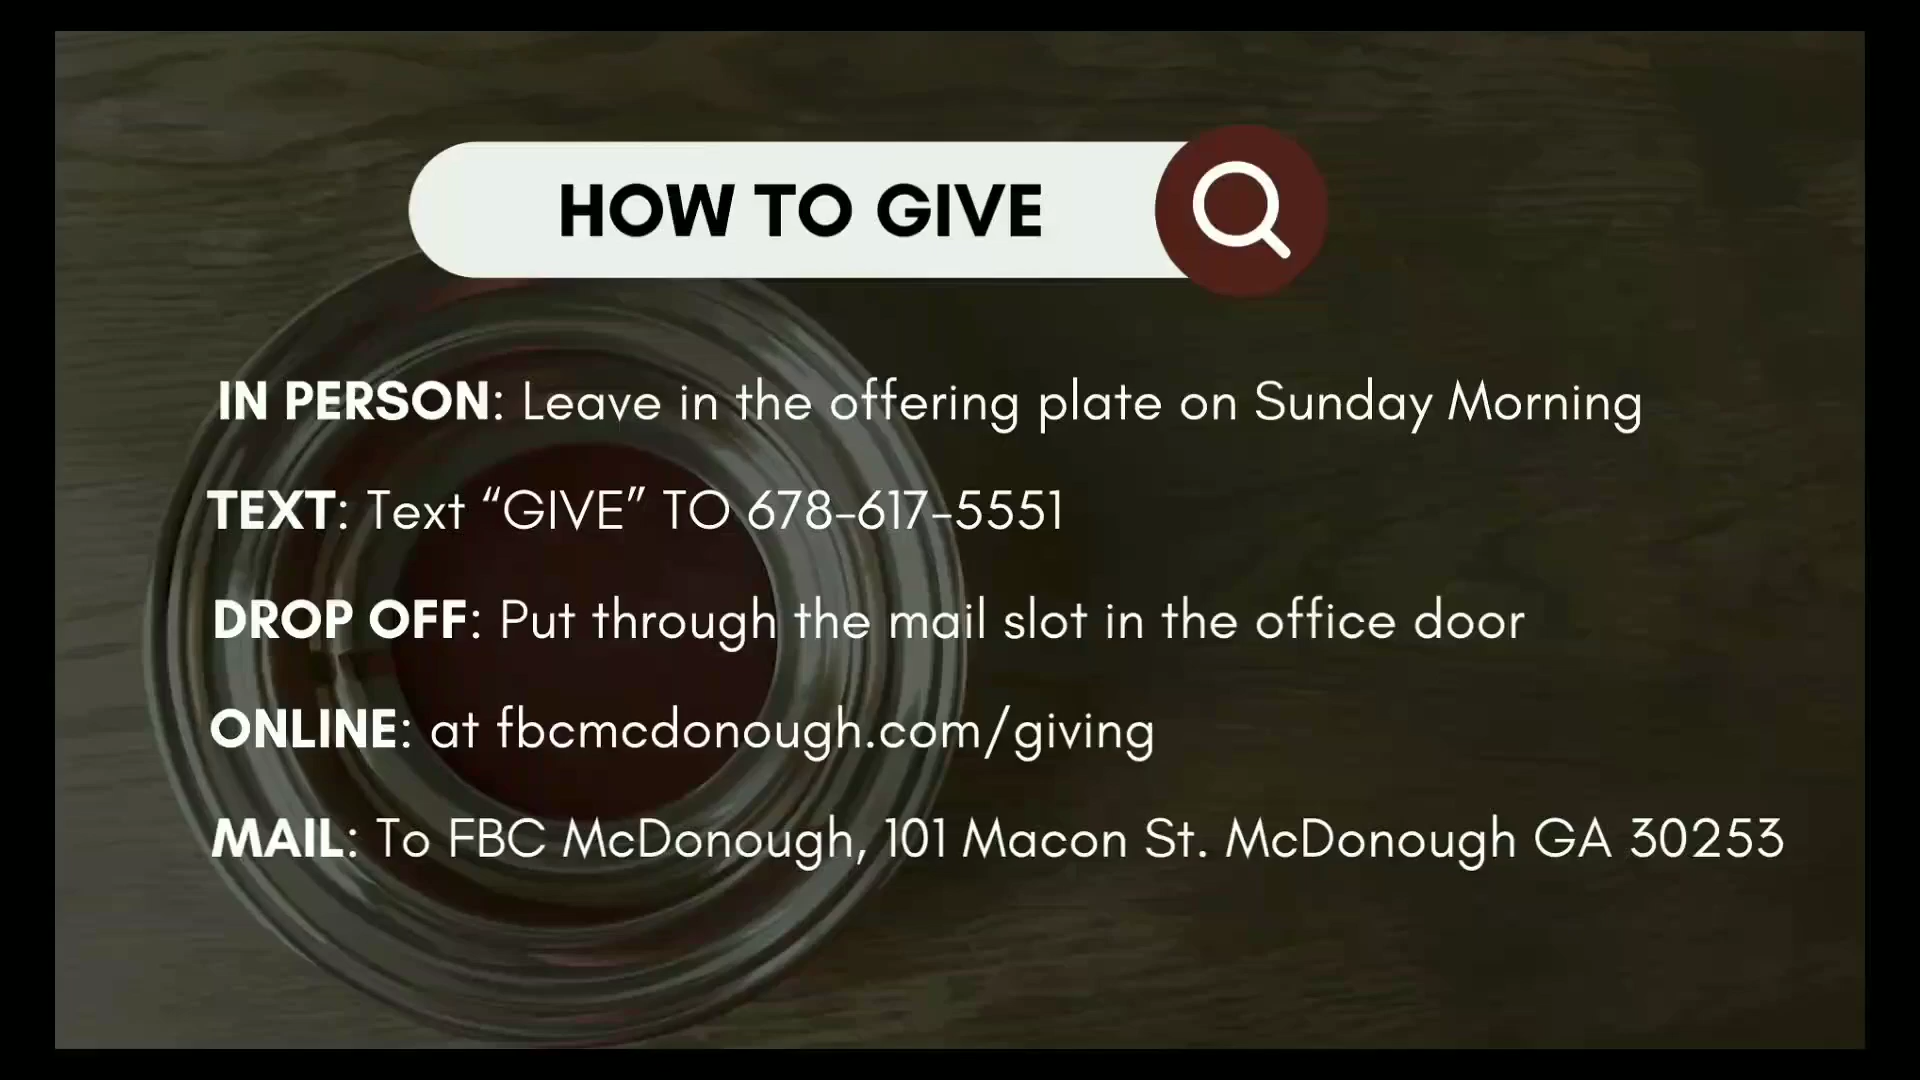 HOW TO GIVE
IN PERSON: Leave in the offering plate on Sunday Morning
TEXT: Text “GIVE” TO 678-617-5551
DROP OFF: Put through the mail slot in the office door
ONLINE: at fbcmcdonough.com/giving
MAIL: To FBC McDonough, 101 Macon St. McDonough GA 30253